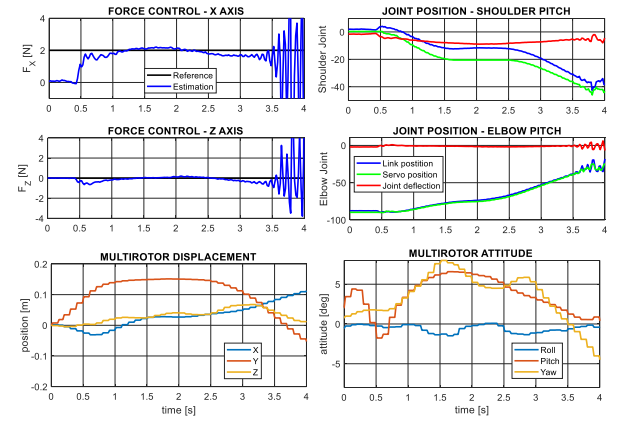 FORCE CONTROL - X AXIS
F_X [N]
4
2
0
0 0.5 1 1.5 2 2.5 3 3.5 4
Reference
Estimation
JOINT POSITION - SHOULDER PITCH
Shoulder Joint
0
-20
-40
0 0.5 1 1.5 2 2.5 3 3.5 4
FORCE CONTROL - Z AXIS
F_Z [N]
4
2
0
-2
-4
0 0.5 1 1.5 2 2.5 3 3.5 4
JOINT POSITION - ELBOW PITCH
Elbow Joint
0
-50
-100
0 0.5 1 1.5 2 2.5 3 3.5 4
Link position
Servo position
Joint deflection
MULTIROTOR DISPLACEMENT
position [m]
0.2
0.1
0
-0.1
-0.2
0 0.5 1 1.5 2 2.5 3 3.5 4
time [s]
X
Y
Z
MULTIROTOR ATTITUDE
attitude [deg]
5
0
-5
0 0.5 1 1.5 2 2.5 3 3.5 4
time [s]
Roll
Pitch
Yaw